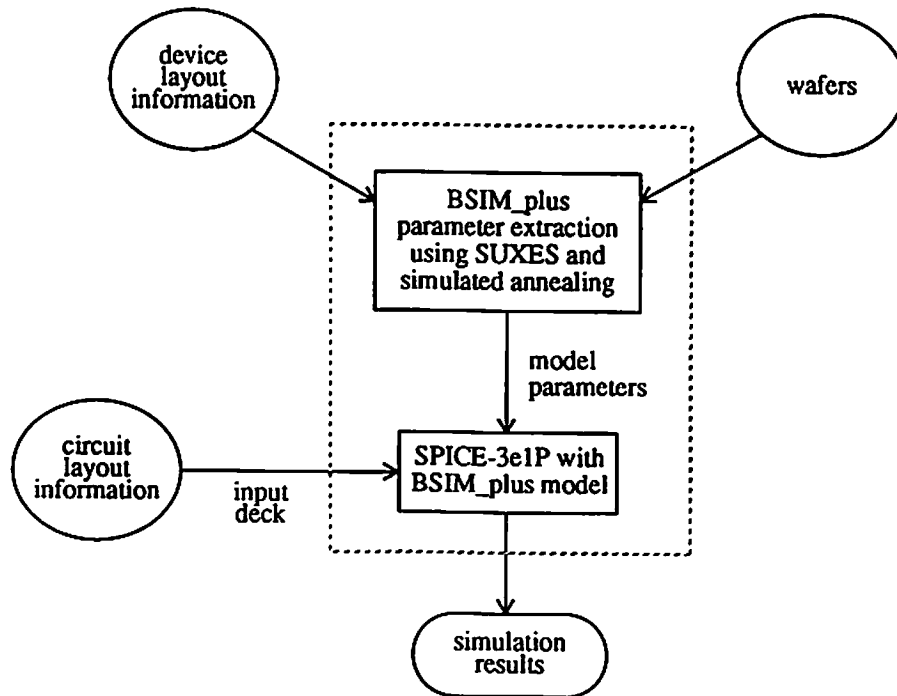 device
layout
information
wafers
BSIM_plus
parameter extraction
using SUXES and
simulated annealing
model
parameters
circuit
layout
information
input
deck
SPICE-3e1P with
BSIM_plus model
simulation
results